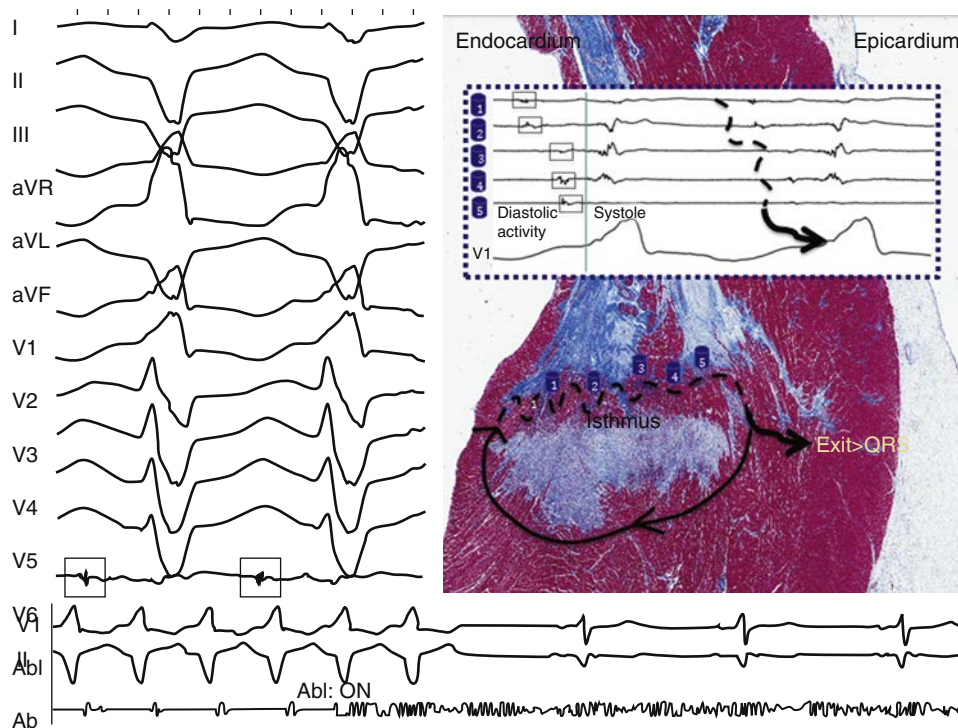 I
II
III
aVR
aVL
aVF
V1
V2
V3
V4
V5
V6
V1
II
Abl
Ab
Abl: ON
Endocardium
Epicardium
1
2
3
4
5
Diastolic
activity
Systole
V1
1
2
3
4
5
Isthmus
Exit>QRS